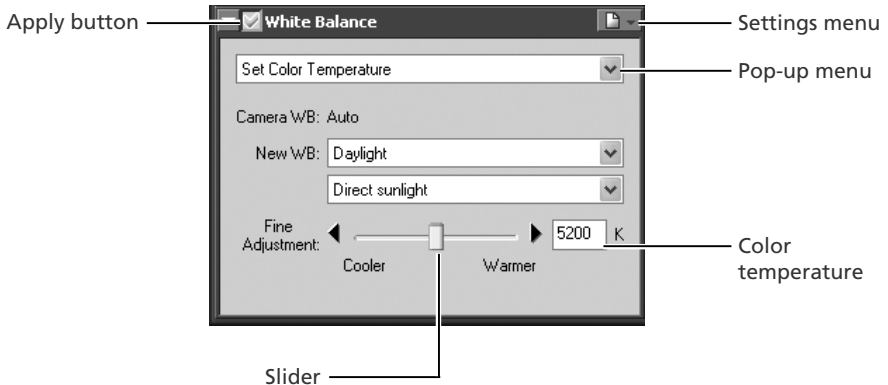 Apply button
White Balance
Settings menu
Set Color Temperature
Pop-up menu
Camera WB: Auto
New WB: Daylight
Direct sunlight
Fine
Adjustment:
5200 K
Cooler
Warmer
Color
temperature
Slider